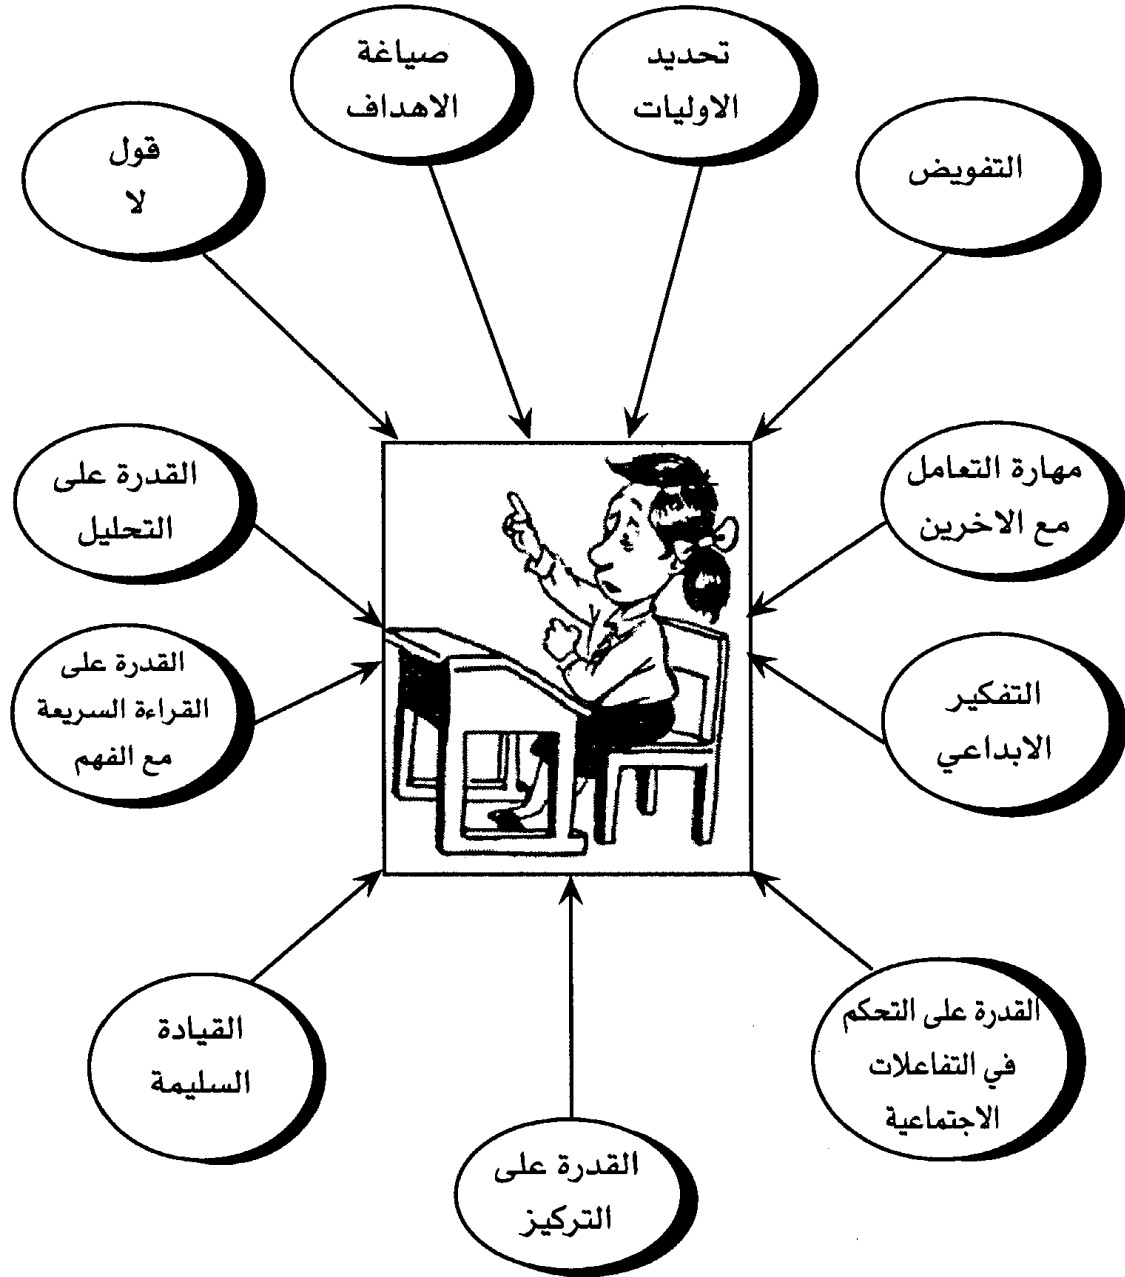 صياغة
الاهداف
تحديد
الاوليات
قول
لا
التفويض
القدرة على
التحليل
مهارة التعامل
مع الاخرين
القدرة على
القراءة السريعة
مع الفهم
التفكير
الابداعي
القيادة
السليمة
القدرة على التحكم
في التفاعلات
الاجتماعية
القدرة على
التركيز